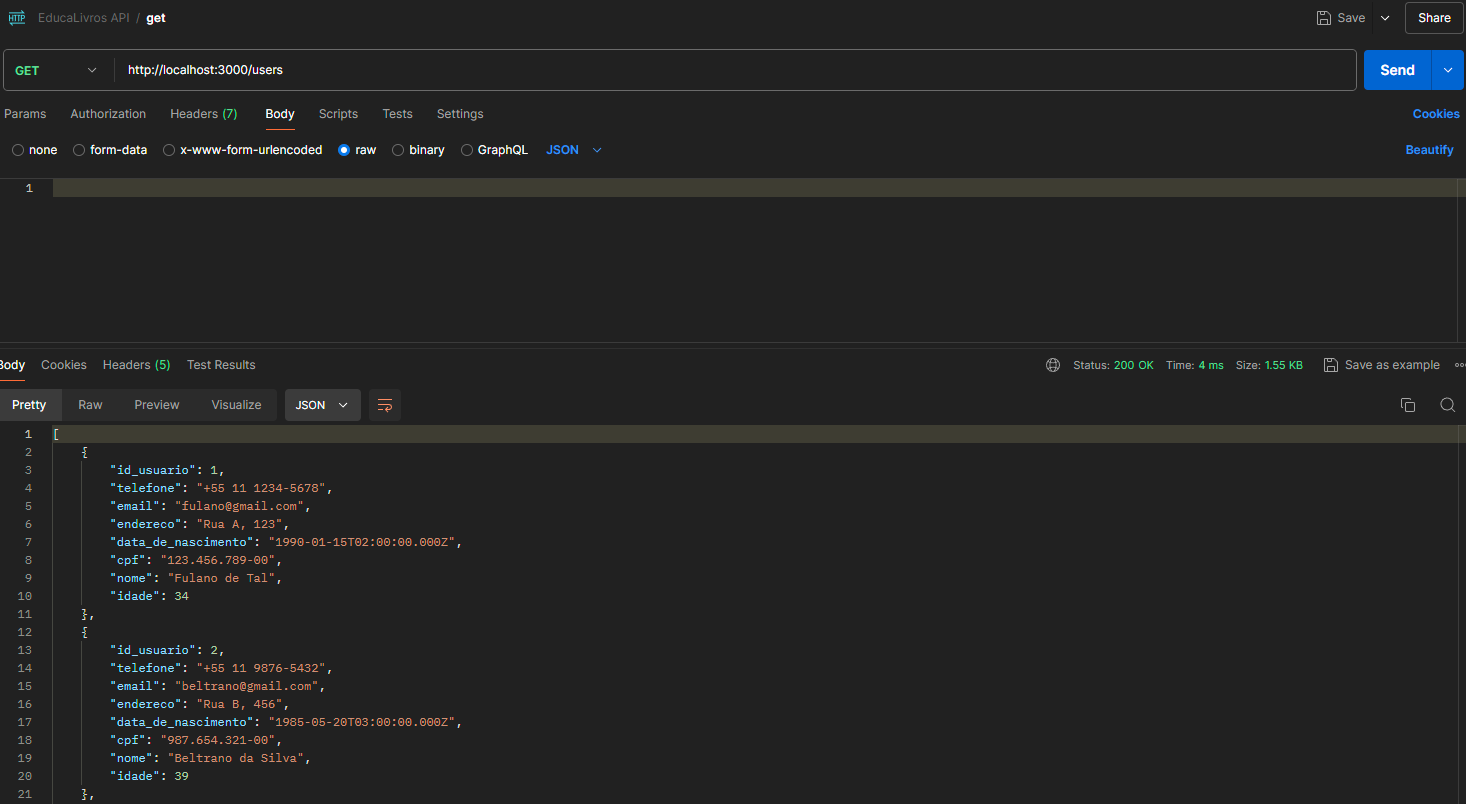 HTTP EducaLivros API / get Save Share
GET http://localhost:3000/users Send
Params Authorization Headers (7) Body Scripts Tests Settings Cookies
none form-data x-www-form-urlencoded raw binary GraphQL JSON Beautify
1
Body Cookies Headers (5) Test Results Status: 200 OK Time: 4 ms Size: 1.55 KB Save as example
Pretty Raw Preview Visualize JSON
1 [
2 {
3 "id_usuario": 1,
4 "telefone": "+55 11 1234-5678",
5 "email": "fulano@gmail.com",
6 "endereco": "Rua A, 123",
7 "data_de_nascimento": "1990-01-15T02:00:00.000Z",
8 "cpf": "123.456.789-00",
9 "nome": "Fulano de Tal",
10 "idade": 34
11 },
12 {
13 "id_usuario": 2,
14 "telefone": "+55 11 9876-5432",
15 "email": "beltrano@gmail.com",
16 "endereco": "Rua B, 456",
17 "data_de_nascimento": "1985-05-20T03:00:00.000Z",
18 "cpf": "987.654.321-00",
19 "nome": "Beltrano da Silva",
20 "idade": 39
21 },